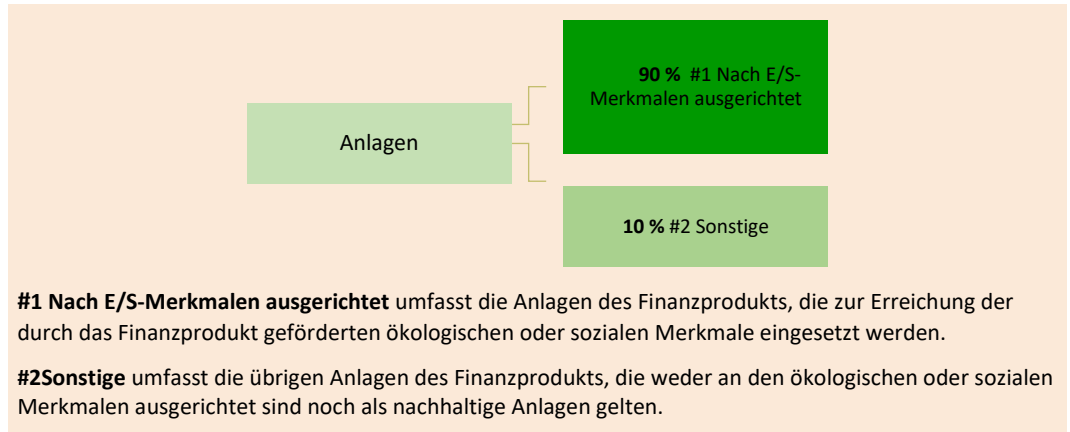 90 % #1 Nach E/S-
Merkmalen ausgerichtet
Anlagen
10 % #2 Sonstige
#1 Nach E/S-Merkmalen ausgerichtet umfasst die Anlagen des Finanzprodukts, die zur Erreichung der
durch das Finanzprodukt geförderten ökologischen oder sozialen Merkmale eingesetzt werden.
#2Sonstige umfasst die übrigen Anlagen des Finanzprodukts, die weder an den ökologischen oder sozialen
Merkmalen ausgerichtet sind noch als nachhaltige Anlagen gelten.